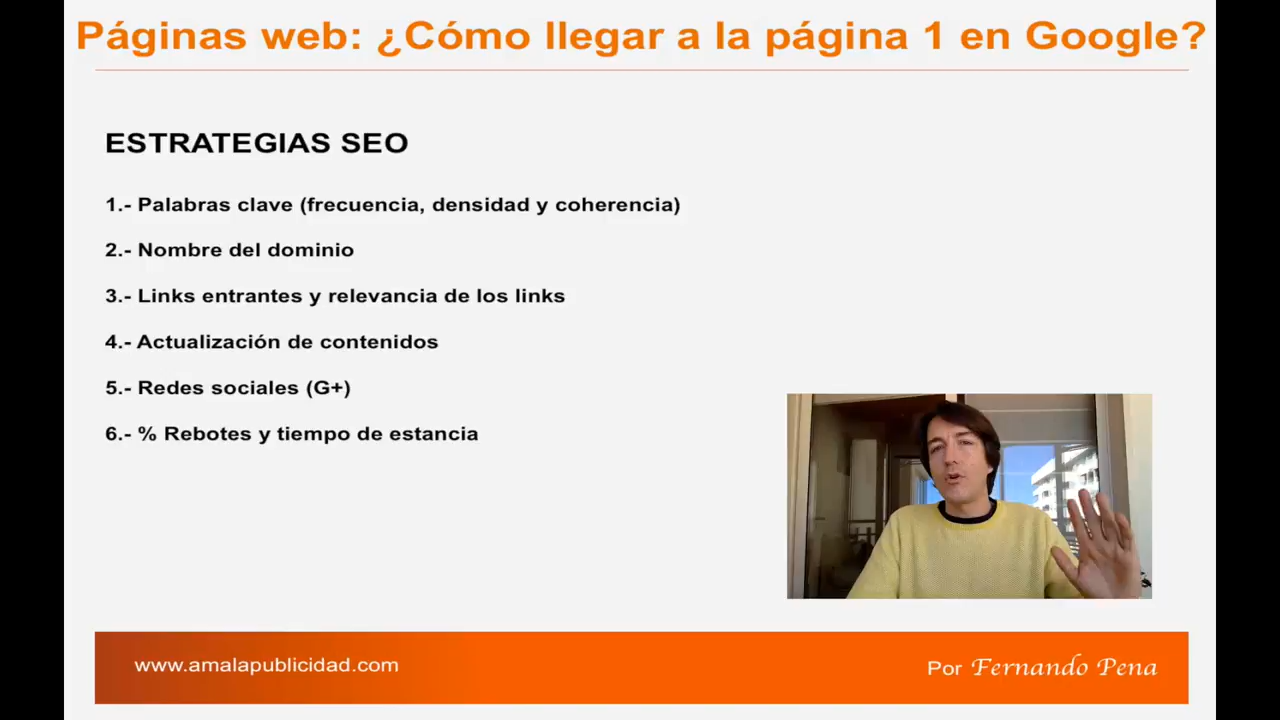 Páginas web: ¿Cómo llegar a la página 1 en Google?
ESTRATEGIAS SEO
1.- Palabras clave (frecuencia, densidad y coherencia)
2.- Nombre del dominio
3.- Links entrantes y relevancia de los links
4.- Actualización de contenidos
5.- Redes sociales (G+)
6.- % Rebotes y tiempo de estancia
www.amalapublicidad.com
Por Fernando Pena